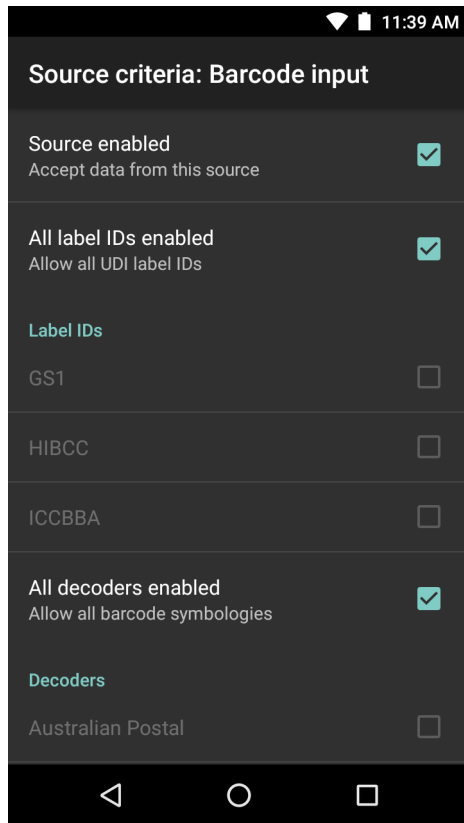 11:39 AM
Source criteria: Barcode input
Source enabled
Accept data from this source
All label IDs enabled
Allow all UDI label IDs
Label IDs
GS1
HIBCC
ICCBBA
All decoders enabled
Allow all barcode symbologies
Decoders
Australian Postal